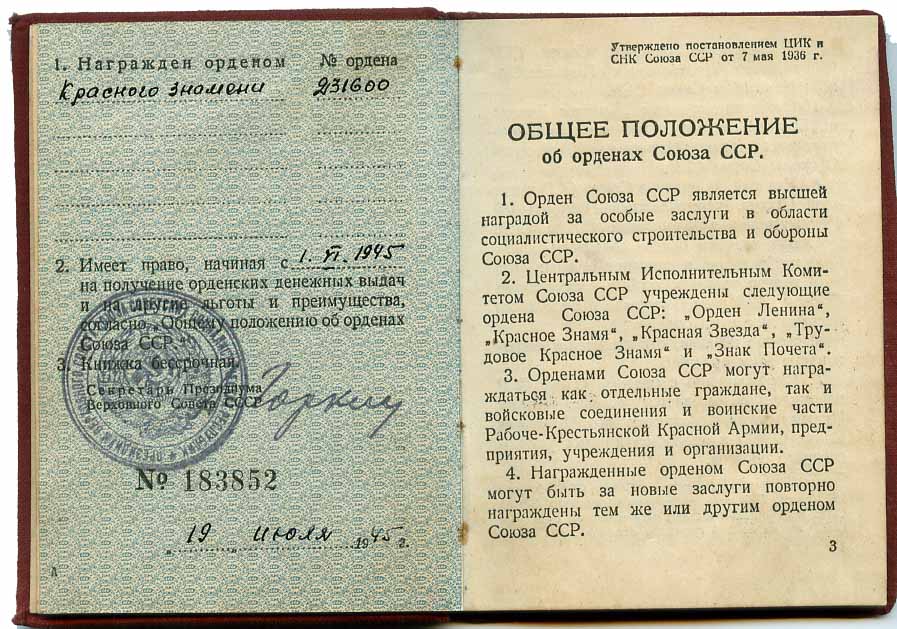 1. Награжден орденом № ордена
Красного знамени 231600
2. Имеет право, начиная с 1. VI. 1945
на получение орденских денежных выдач
и на другие льготы и преимущества,
согласно „Общему положению об орденах
Союза ССР“.
3. Книжка бессрочная.
Секретарь Президиума
Верховного Совета СССР Горкин
№ 183852
„19 июля 1945 г.
А
Утверждено постановлением ЦИК и
СНК Союза ССР от 7 мая 1936 г.
ОБЩЕЕ ПОЛОЖЕНИЕ
об орденах Союза ССР.
1. Орден Союза ССР является высшей
наградой за особые заслуги в области
социалистического строительства и обороны
Союза ССР.
2. Центральным Исполнительным Коми-
тетом Союза ССР учреждены следующие
ордена Союза ССР: „Орден Ленина“,
„Красное Знамя“, „Красная Звезда“, „Тру-
довое Красное Знамя“ и „Знак Почета“.
3. Орденами Союза ССР могут награ-
ждаться как отдельные граждане, так и
войсковые соединения и воинские части
Рабоче-Крестьянской Красной Армии, пред-
приятия, учреждения и организации.
4. Награжденные орденом Союза ССР
могут быть за новые заслуги повторно
награждены тем же или другим орденом
Союза ССР.
3